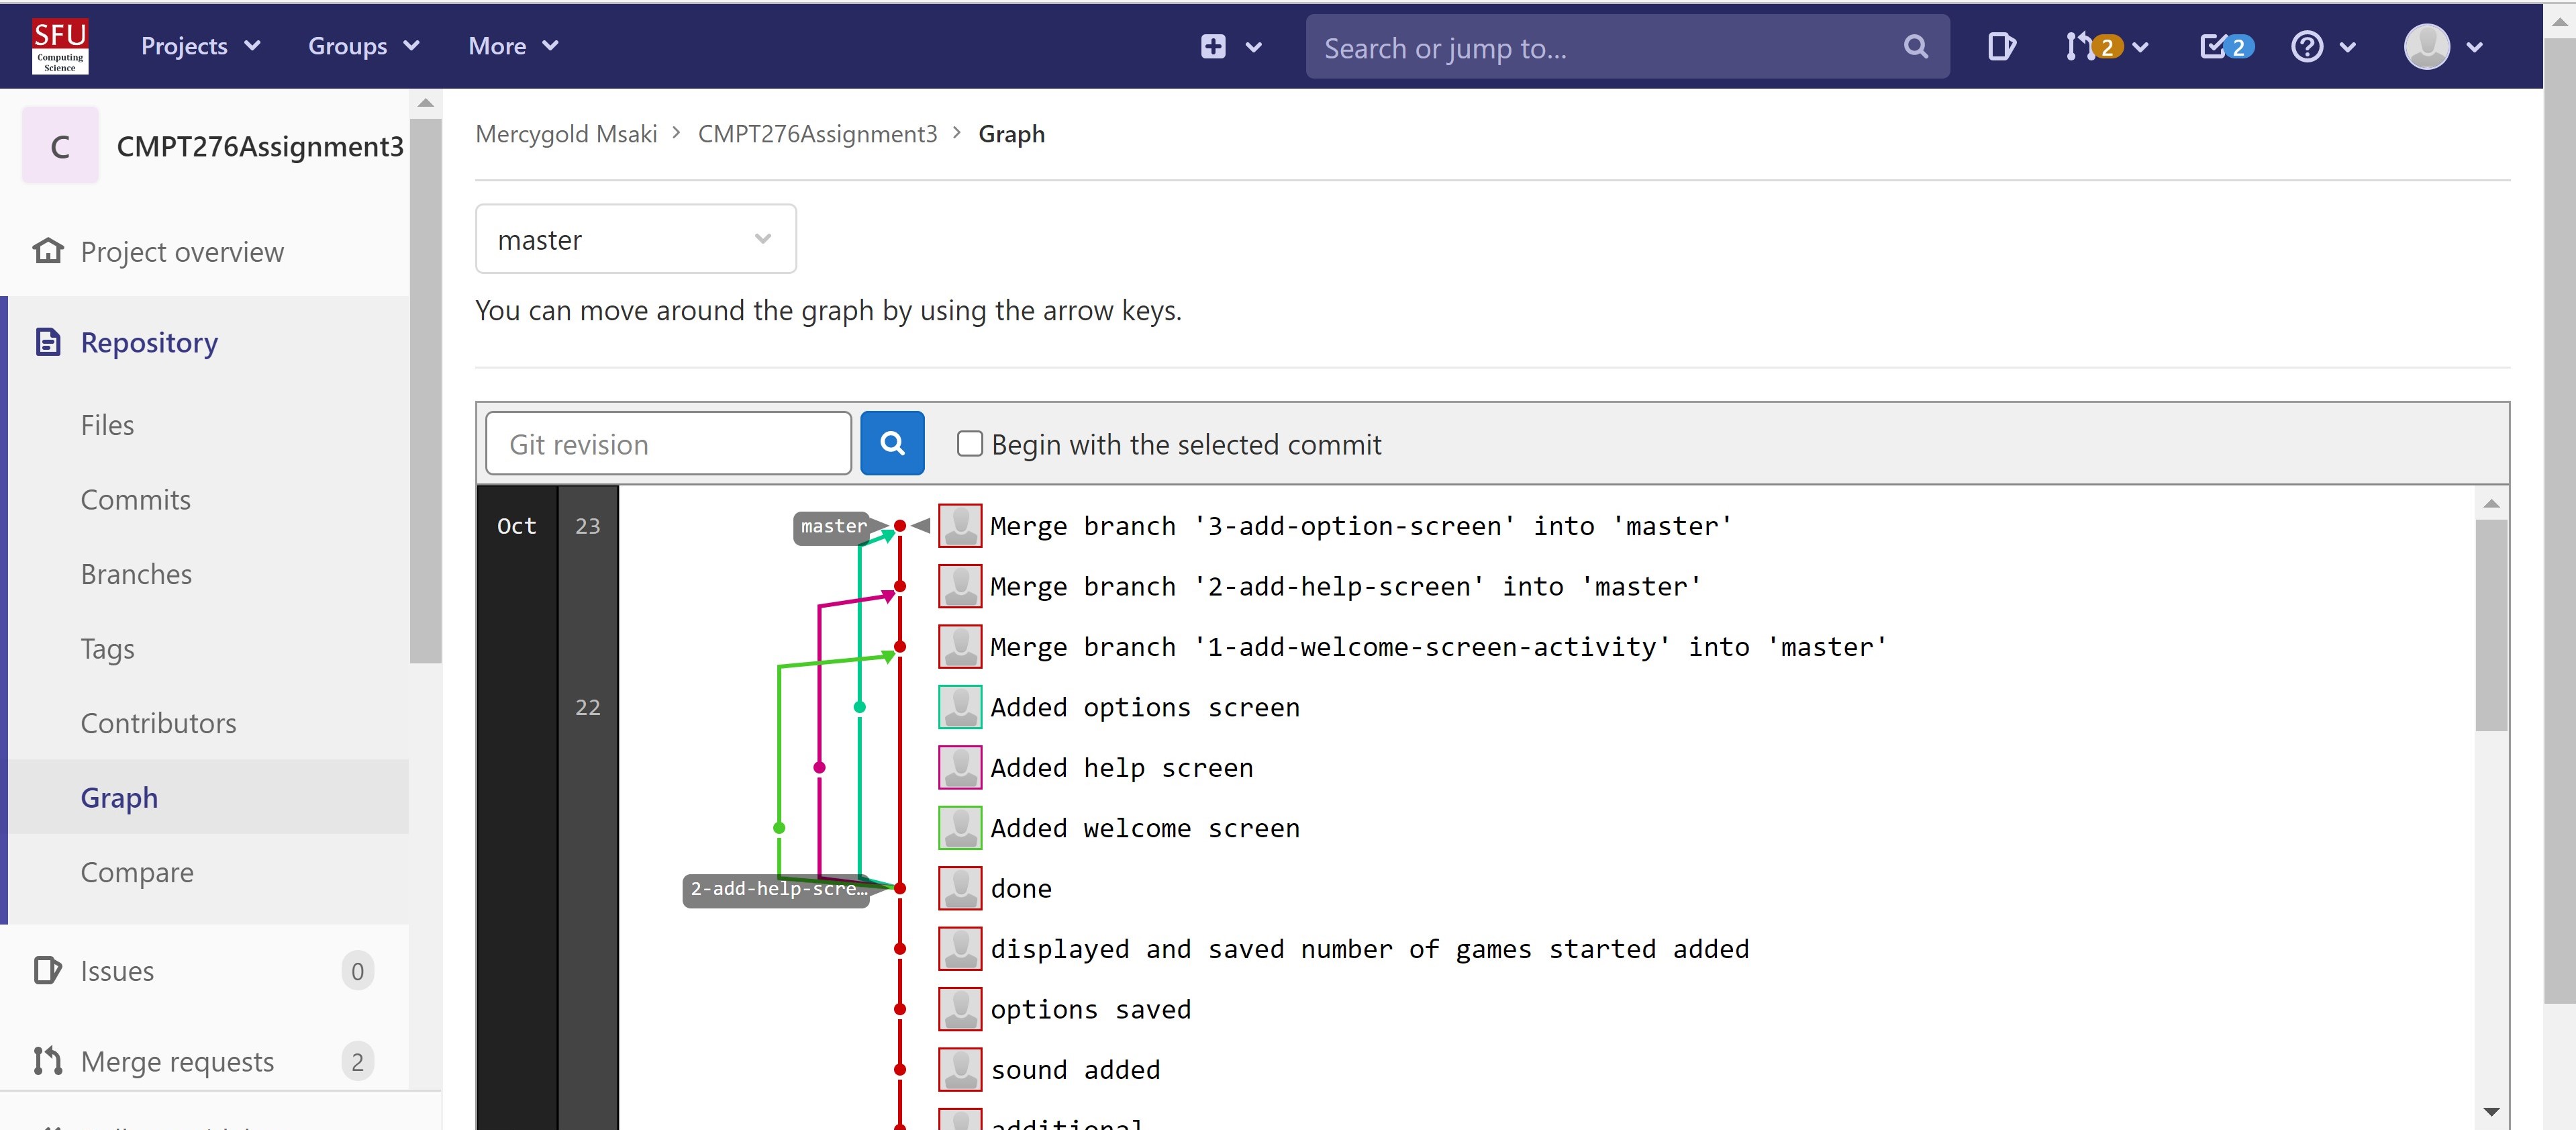 SFU
Computing
Science
Projects
Groups
More
Search or jump to...
2
2
C
CMPT276Assignment3
Project overview
Repository
Files
Commits
Branches
Tags
Contributors
Graph
Compare
Issues 0
Merge requests 2
Mercygold Msaki > CMPT276Assignment3 > Graph
master
You can move around the graph by using the arrow keys.
Git revision
Begin with the selected commit
Oct 23 master Merge branch '3-add-option-screen' into 'master'
Merge branch '2-add-help-screen' into 'master'
Merge branch '1-add-welcome-screen-activity' into 'master'
22 Added options screen
Added help screen
Added welcome screen
2-add-help-scre… done
displayed and saved number of games started added
options saved
sound added
additional